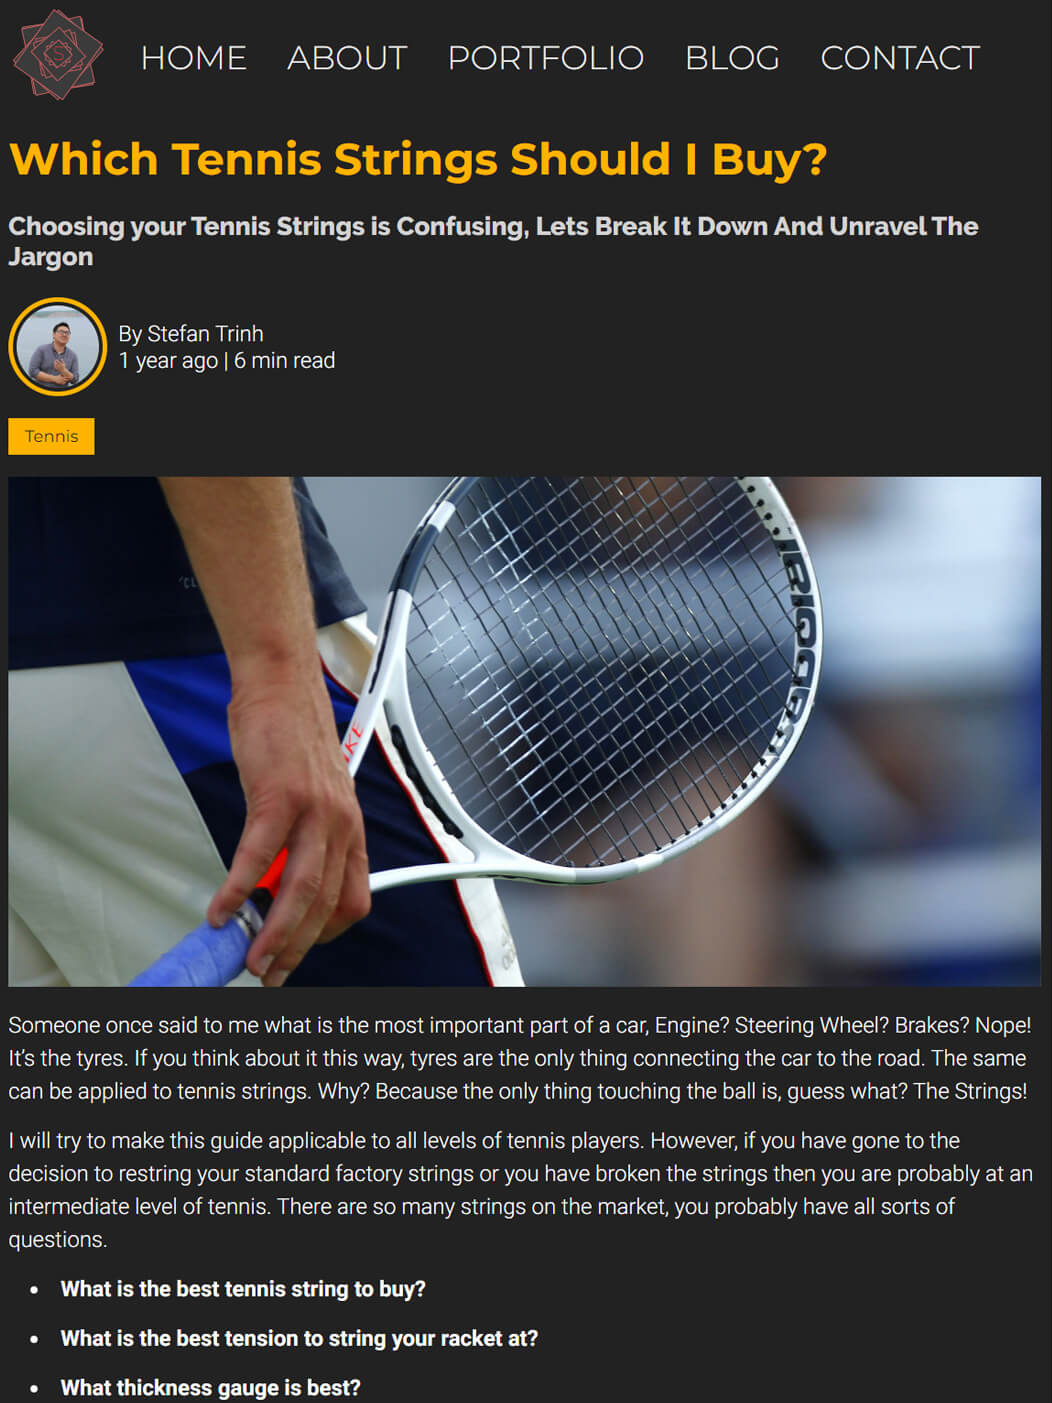 HOME ABOUT PORTFOLIO BLOG CONTACT
Which Tennis Strings Should I Buy?
Choosing your Tennis Strings is Confusing, Lets Break It Down And Unravel The
Jargon
By Stefan Trinh
1 year ago | 6 min read
Tennis
Someone once said to me what is the most important part of a car, Engine? Steering Wheel? Brakes? Nope!
It’s the tyres. If you think about it this way, tyres are the only thing connecting the car to the road. The same
can be applied to tennis strings. Why? Because the only thing touching the ball is, guess what? The Strings!
I will try to make this guide applicable to all levels of tennis players. However, if you have gone to the
decision to restring your standard factory strings or you have broken the strings then you are probably at an
intermediate level of tennis. There are so many strings on the market, you probably have all sorts of
questions.
• What is the best tennis string to buy?
• What is the best tension to string your racket at?
• What thickness gauge is best?